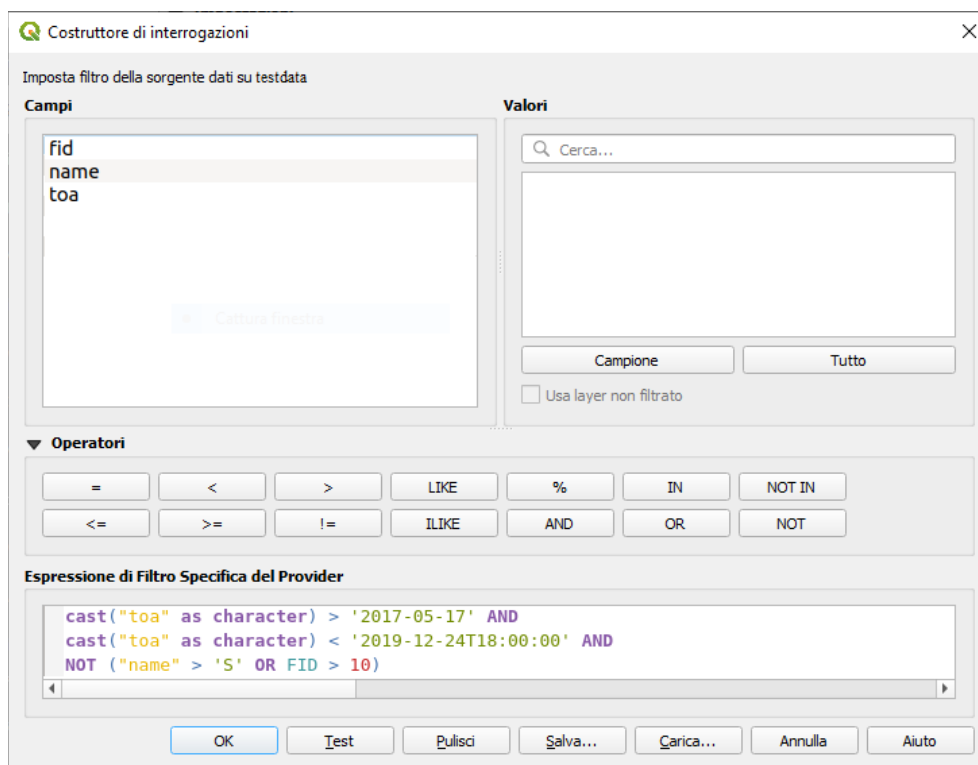 Costruttore di interrogazioni
Imposta filtro della sorgente dati su testdata
Campi
Valori
fid
name
toa
Cerca...
Cattura finestra
Campione
Tutto
Usa layer non filtrato
Operatori
= < > LIKE % IN NOT IN
<= >= != ILIKE AND OR NOT
Espressione di Filtro Specifica del Provider
cast("toa" as character) > '2017-05-17' AND
cast("toa" as character) < '2019-12-24T18:00:00' AND
NOT ("name" > 'S' OR FID > 10)
OK Test Pulisci Salva... Carica... Annulla Aiuto